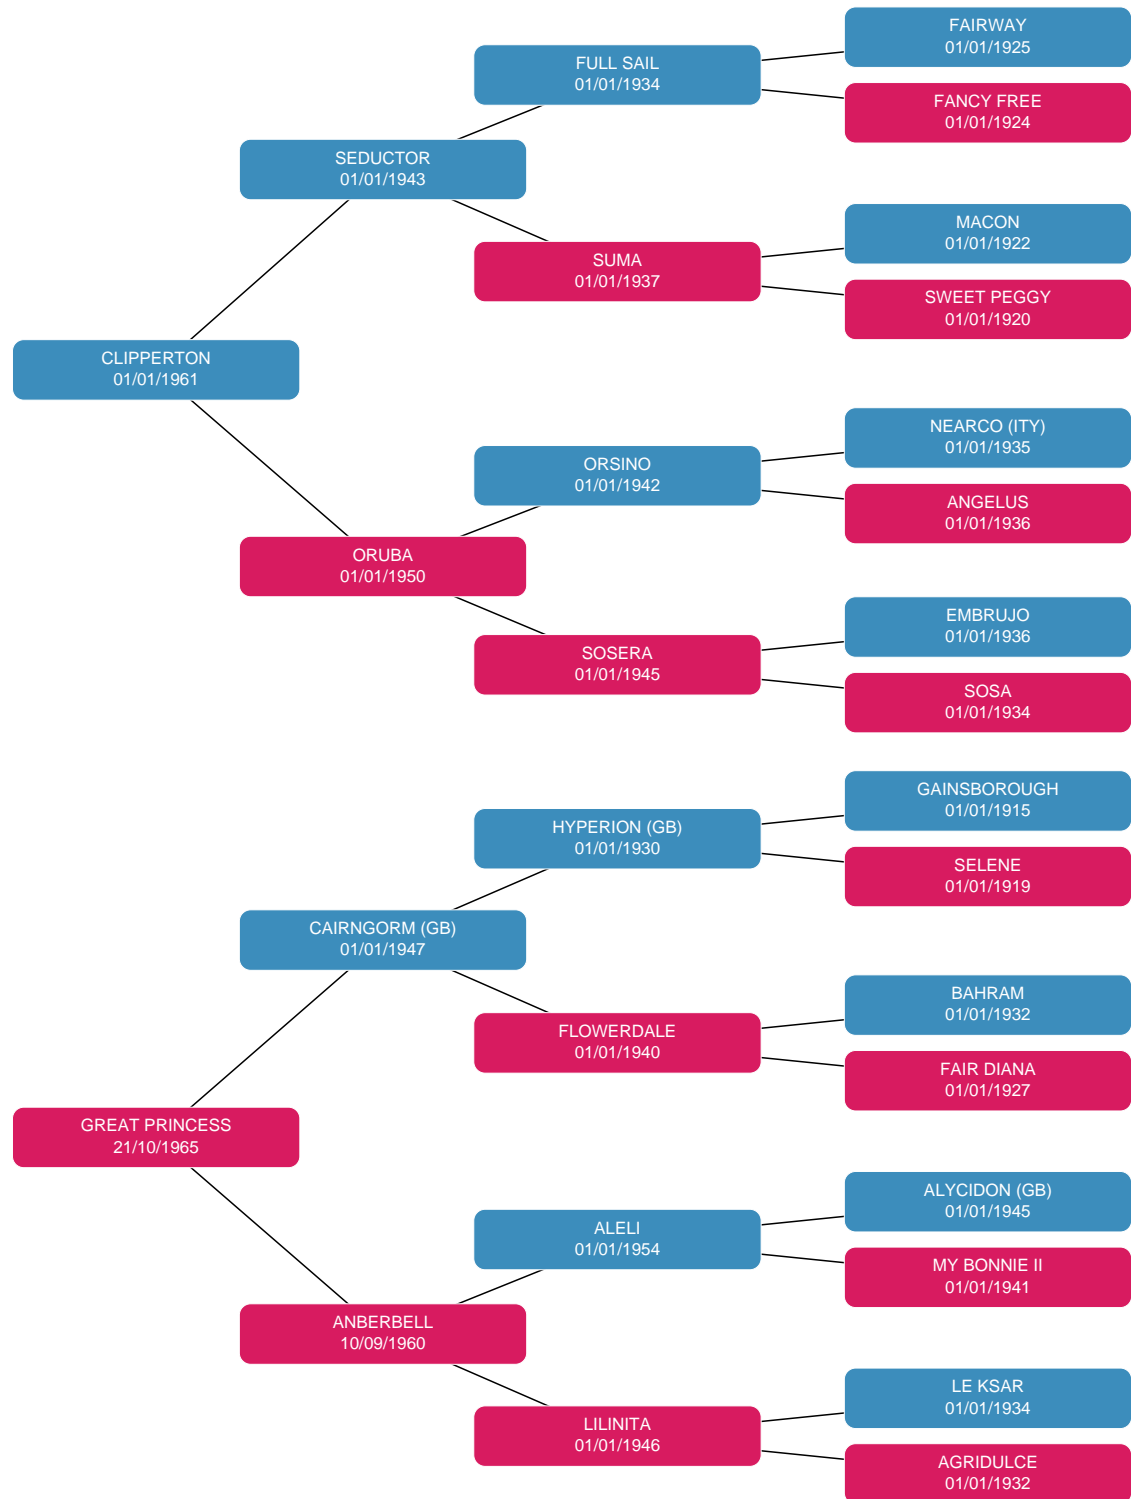 FAIRWAY
01/01/1925
FULL SAIL
01/01/1934
FANCY FREE
01/01/1924
SEDUCTOR
01/01/1943
MACON
01/01/1922
SUMA
01/01/1937
SWEET PEGGY
01/01/1920
CLIPPERTON
01/01/1961
NEARCO (ITY)
01/01/1935
ORSINO
01/01/1942
ANGELUS
01/01/1936
ORUBA
01/01/1950
EMBRUJO
01/01/1936
SOSERA
01/01/1945
SOSA
01/01/1934
GAINSBOROUGH
01/01/1915
HYPERION (GB)
01/01/1930
SELENE
01/01/1919
CAIRNGORM (GB)
01/01/1947
BAHRAM
01/01/1932
FLOWERDALE
01/01/1940
FAIR DIANA
01/01/1927
GREAT PRINCESS
21/10/1965
ALYCIDON (GB)
01/01/1945
ALELI
01/01/1954
MY BONNIE II
01/01/1941
ANBERBELL
10/09/1960
LE KSAR
01/01/1934
LILINITA
01/01/1946
AGRIDULCE
01/01/1932